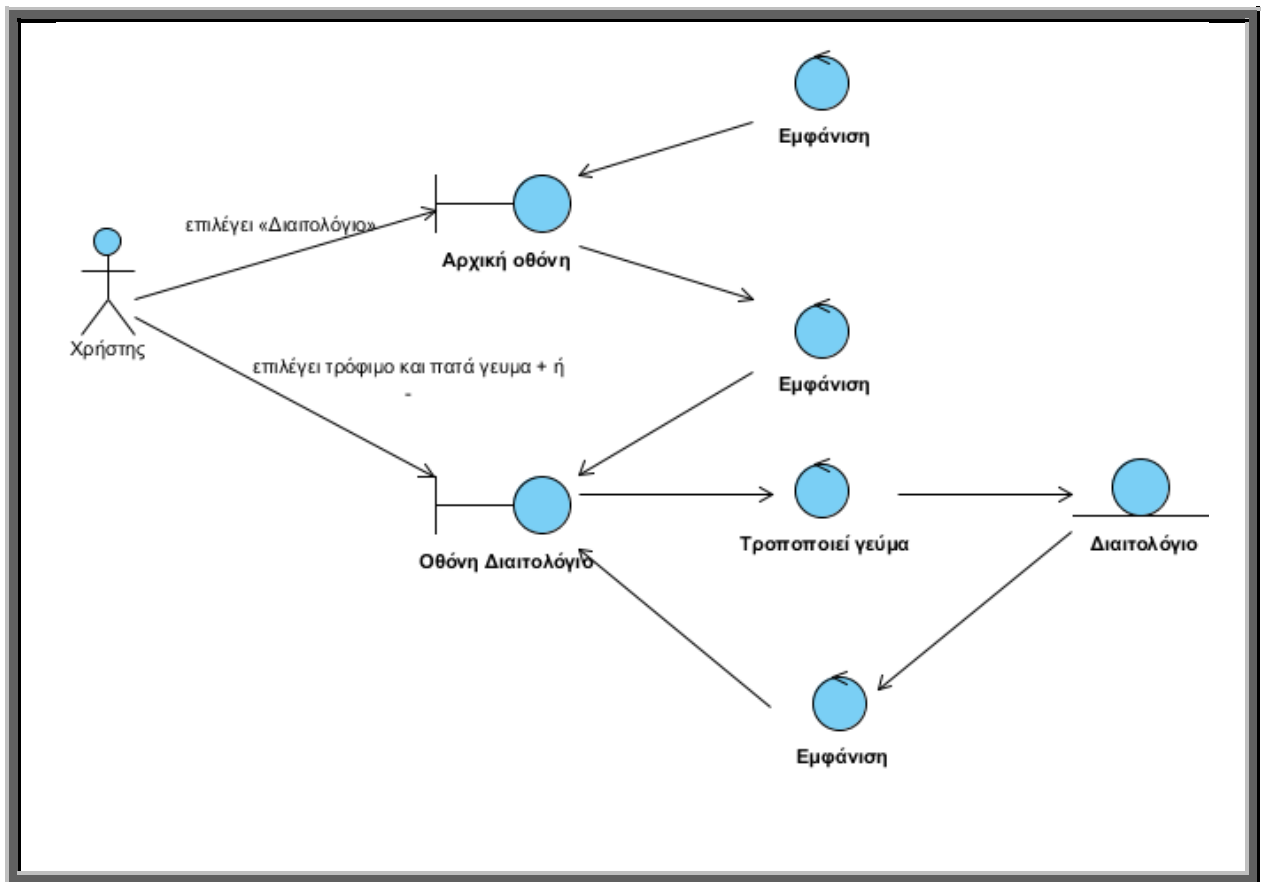 Εμφάνιση
επιλέγει «Διαιτολόγιο»
Αρχική οθόνη
Χρήστης
επιλέγει τρόφιμο και πατά γευμα + ή
-
Εμφάνιση
Οθόνη Διαιτολόγιο
Τροποποιεί γεύμα
Διαιτολόγιο
Εμφάνιση